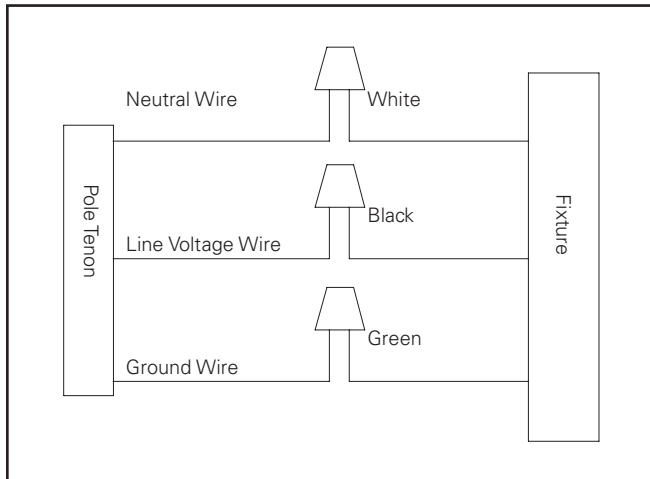 Neutral Wire
White
Pole Tenon
Fixture
Black
Line Voltage Wire
Green
Ground Wire